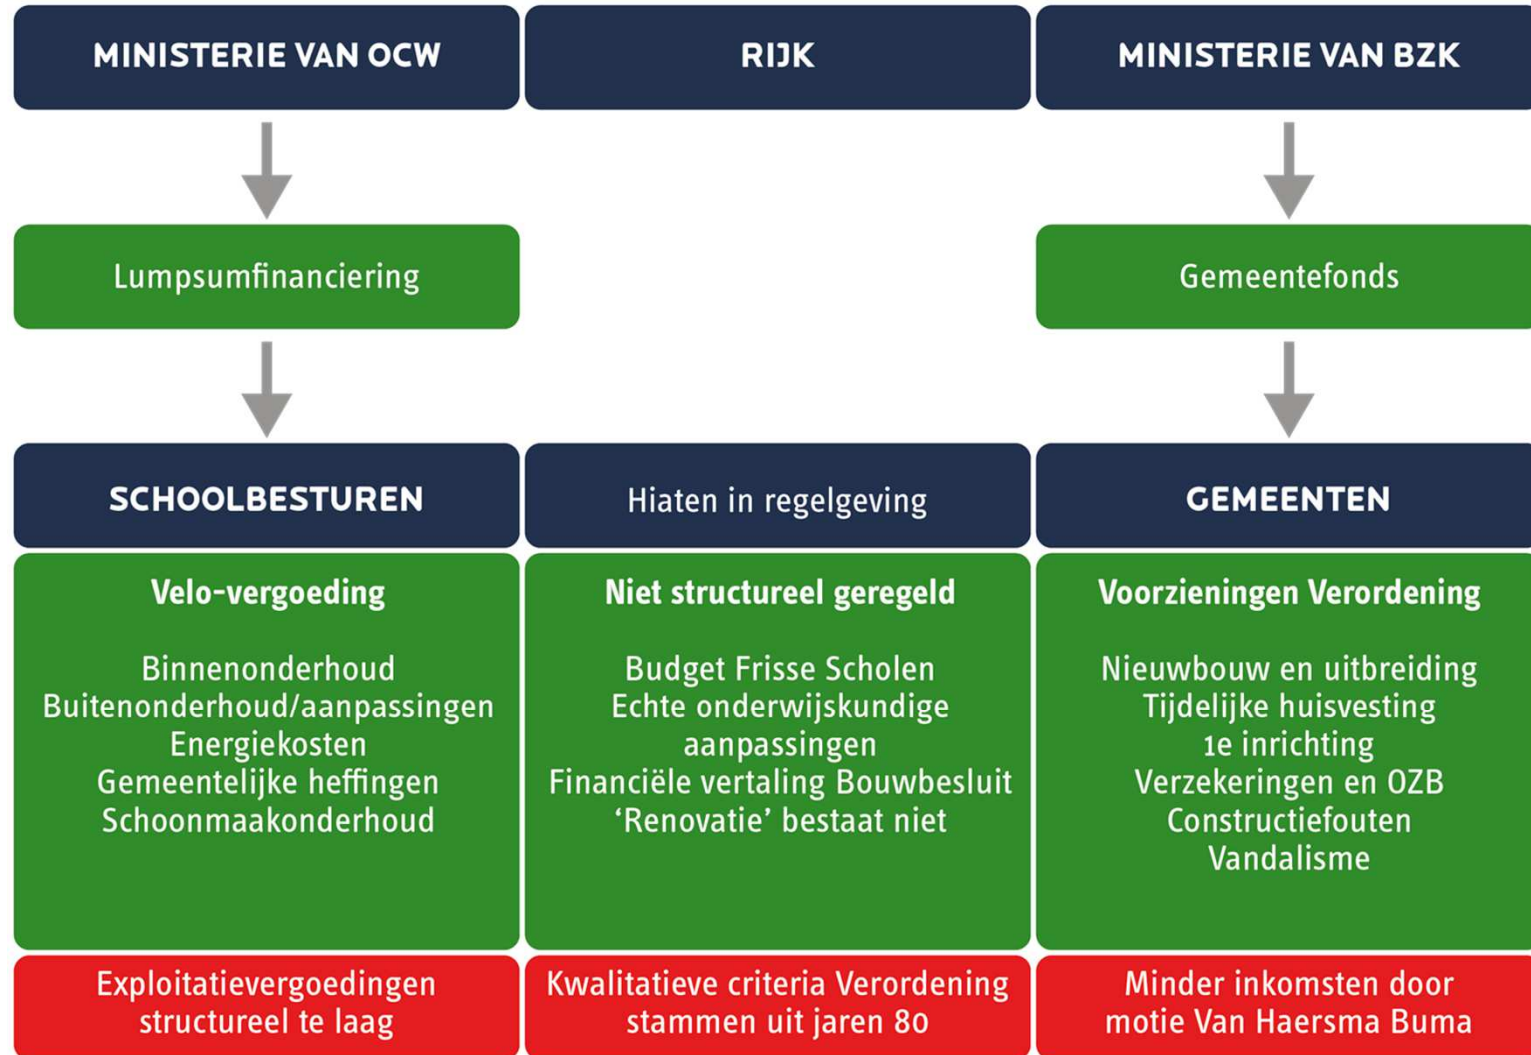 MINISTERIE VAN OCW
RIJK
MINISTERIE VAN BZK
Lumpsumfinanciering
Gemeentefonds
SCHOOLBESTUREN
Hiaten in regelgeving
GEMEENTEN
Velo-vergoeding
Binnenonderhoud
Buitenonderhoud/aanpassingen
Energiekosten
Gemeentelijke heffingen
Schoonmaakonderhoud
Niet structureel geregeld
Budget Frisse Scholen
Echte onderwijskundige
aanpassingen
Financiële vertaling Bouwbesluit
‘Renovatie’ bestaat niet
Voorzieningen Verordening
Nieuwbouw en uitbreiding
Tijdelijke huisvesting
1e inrichting
Verzekeringen en OZB
Constructiefouten
Vandalisme
Exploitatievergoedingen
structureel te laag
Kwalitatieve criteria Verordening
stammen uit jaren 80
Minder inkomsten door
motie Van Haersma Buma